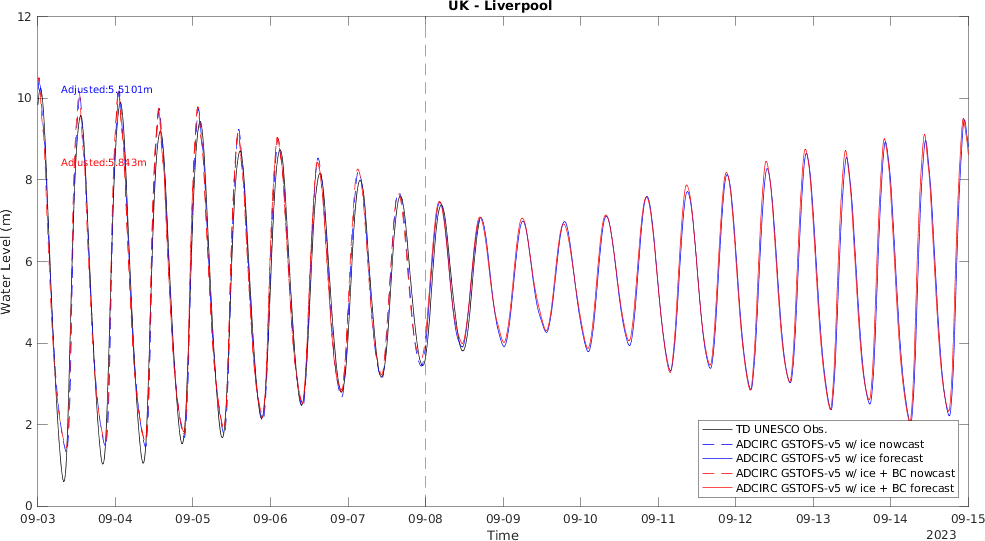 UK - Liverpool
12
10
8
6
4
2
0
Water Level (m)
Adjusted:5.5101m
Adjusted:5.843m
TD UNESCO Obs.
ADCIRC GSTOFS-v5 w/ ice nowcast
ADCIRC GSTOFS-v5 w/ ice forecast
ADCIRC GSTOFS-v5 w/ ice + BC nowcast
ADCIRC GSTOFS-v5 w/ ice + BC forecast
09-03 09-04 09-05 09-06 09-07 09-08 09-09 09-10 09-11 09-12 09-13 09-14 09-15
Time
2023